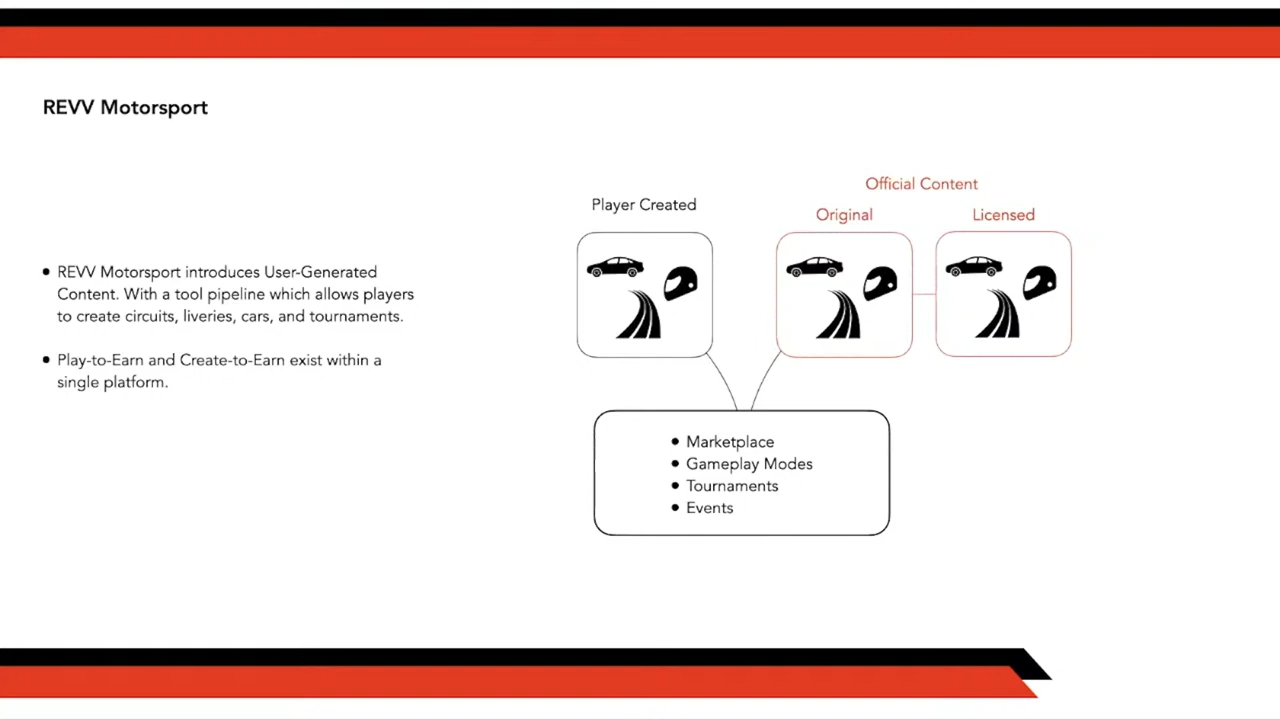 REVV Motorsport
• REVV Motorsport introduces User-Generated
Content. With a tool pipeline which allows players
to create circuits, liveries, cars, and tournaments.
• Play-to-Earn and Create-to-Earn exist within a
single platform.
Official Content
Player Created
Original
Licensed
• Marketplace
• Gameplay Modes
• Tournaments
• Events